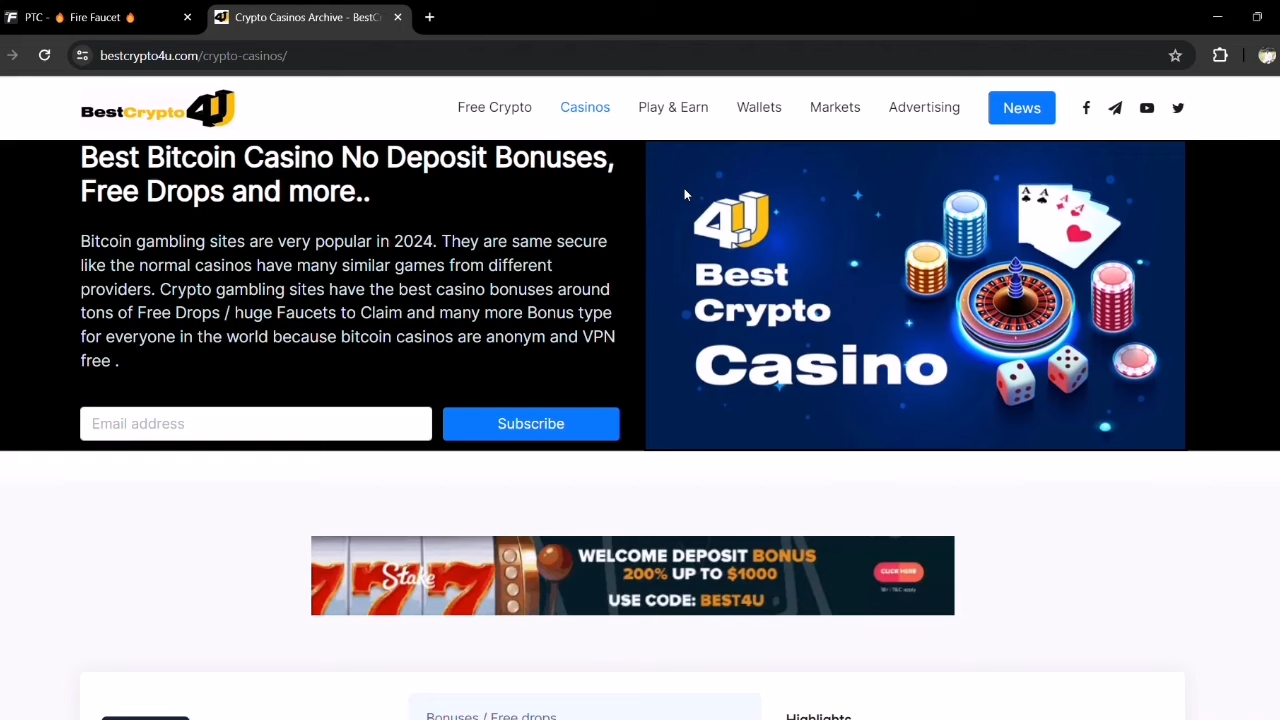 PTC - 🔥 Fire Faucet 🔥
Crypto Casinos Archive - BestCr
bestcrypto4u.com/crypto-casinos/
BestCrypto4U
Free Crypto
Casinos
Play & Earn
Wallets
Markets
Advertising
News
Best Bitcoin Casino No Deposit Bonuses,
Free Drops and more..
Bitcoin gambling sites are very popular in 2024. They are same secure
like the normal casinos have many similar games from different
providers. Crypto gambling sites have the best casino bonuses around
tons of Free Drops / huge Faucets to Claim and many more Bonus type
for everyone in the world because bitcoin casinos are anonym and VPN
free .
Email address
Subscribe
4U
Best
Crypto
Casino
A A A A
777
Stake
WELCOME DEPOSIT BONUS
200% UP TO $1000
USE CODE: BEST4U
CLICK HERE
18+ | T&C apply
Bonuses / Free drops
Highlights